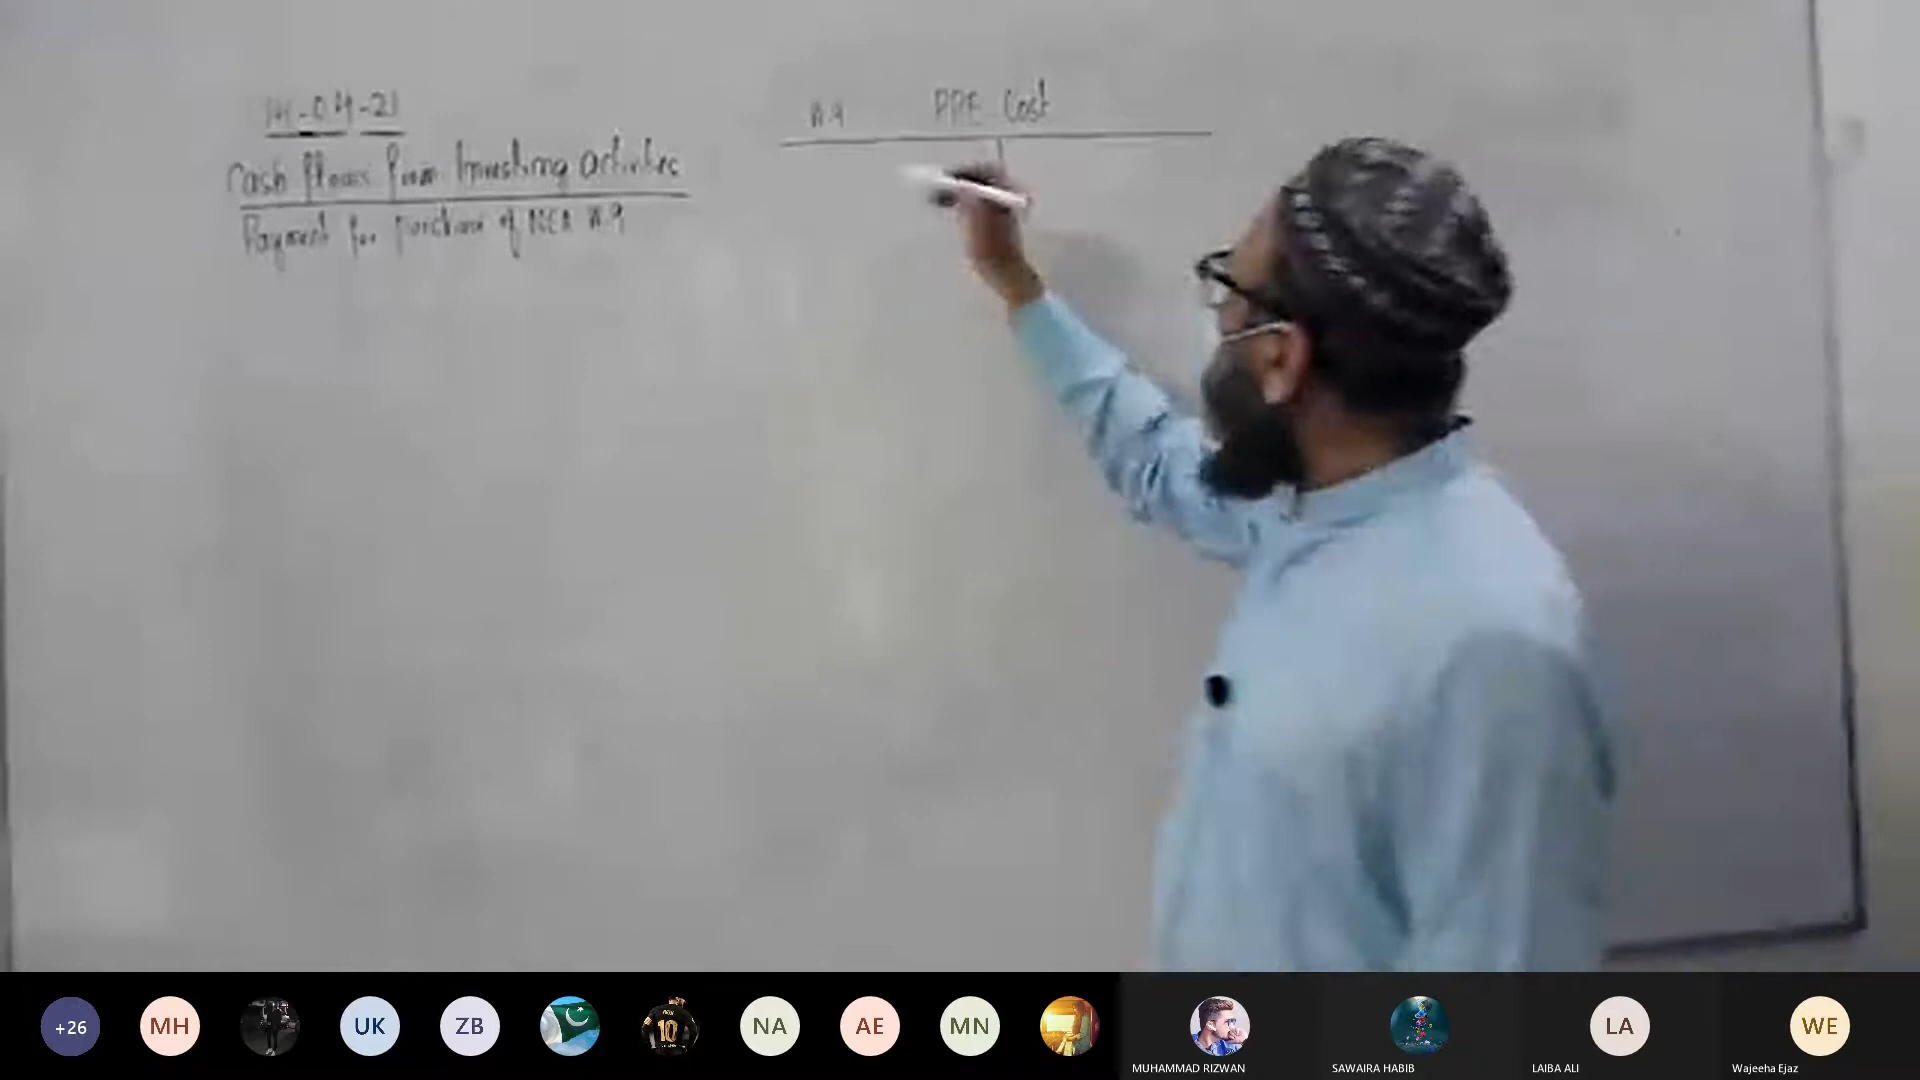 14-04-21
Cash flows from Investing activities
Payment for purchase of NCA W.9
W.9 PPE Cost
+26
MH
UK
ZB
10
NA
AE
MN
LA
WE
MUHAMMAD RIZWAN
SAWAIRA HABIB
LAIBA ALI
Wajeeha Ejaz